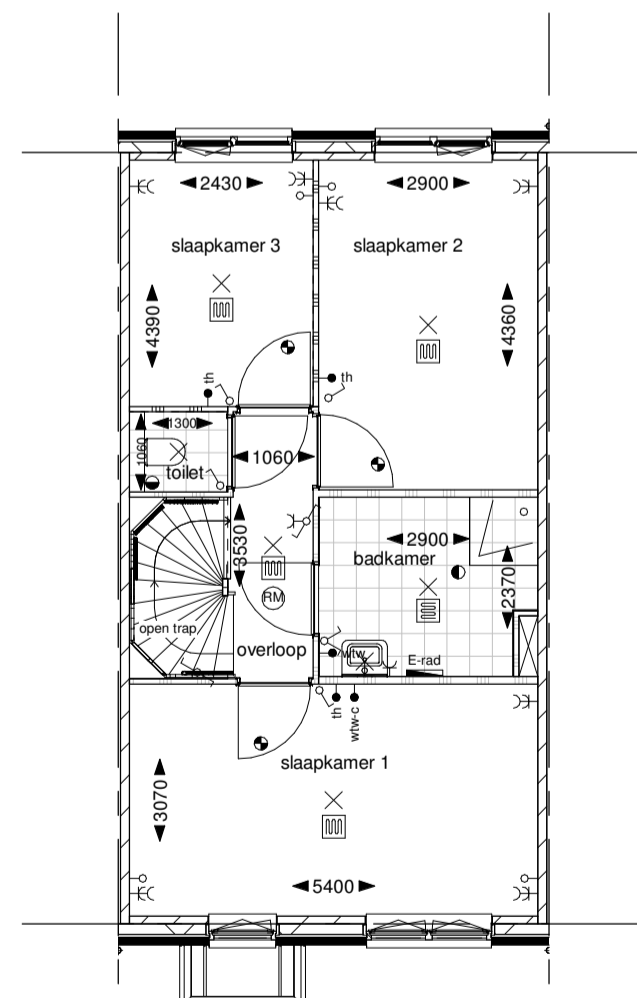 2430
2900
slaapkamer 3
slaapkamer 2
4390
4360
th
th
1300
1060
toilet
1060
3530
2900
badkamer
2370
RM
open trap
overloop
wtw
E-rad
th
wtw-c
slaapkamer 1
3070
5400